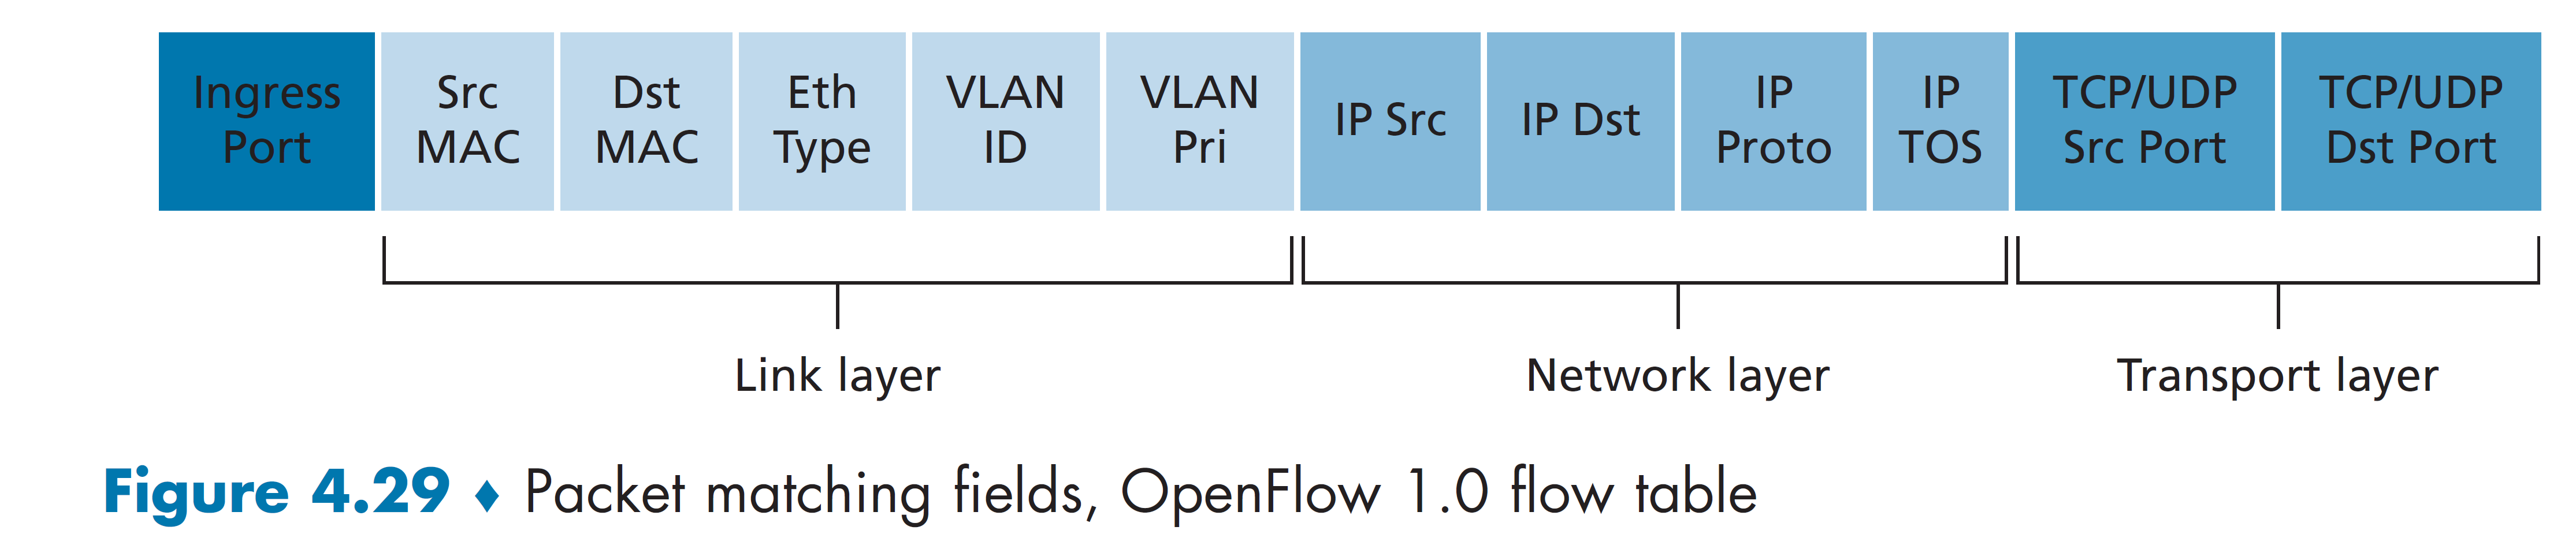 Ingress
Port
Src
MAC
Dst
MAC
Eth
Type
VLAN
ID
VLAN
Pri
IP Src
IP Dst
IP
Proto
IP
TOS
TCP/UDP
Src Port
TCP/UDP
Dst Port
Link layer
Network layer
Transport layer
Figure 4.29 ♦ Packet matching fields, OpenFlow 1.0 flow table